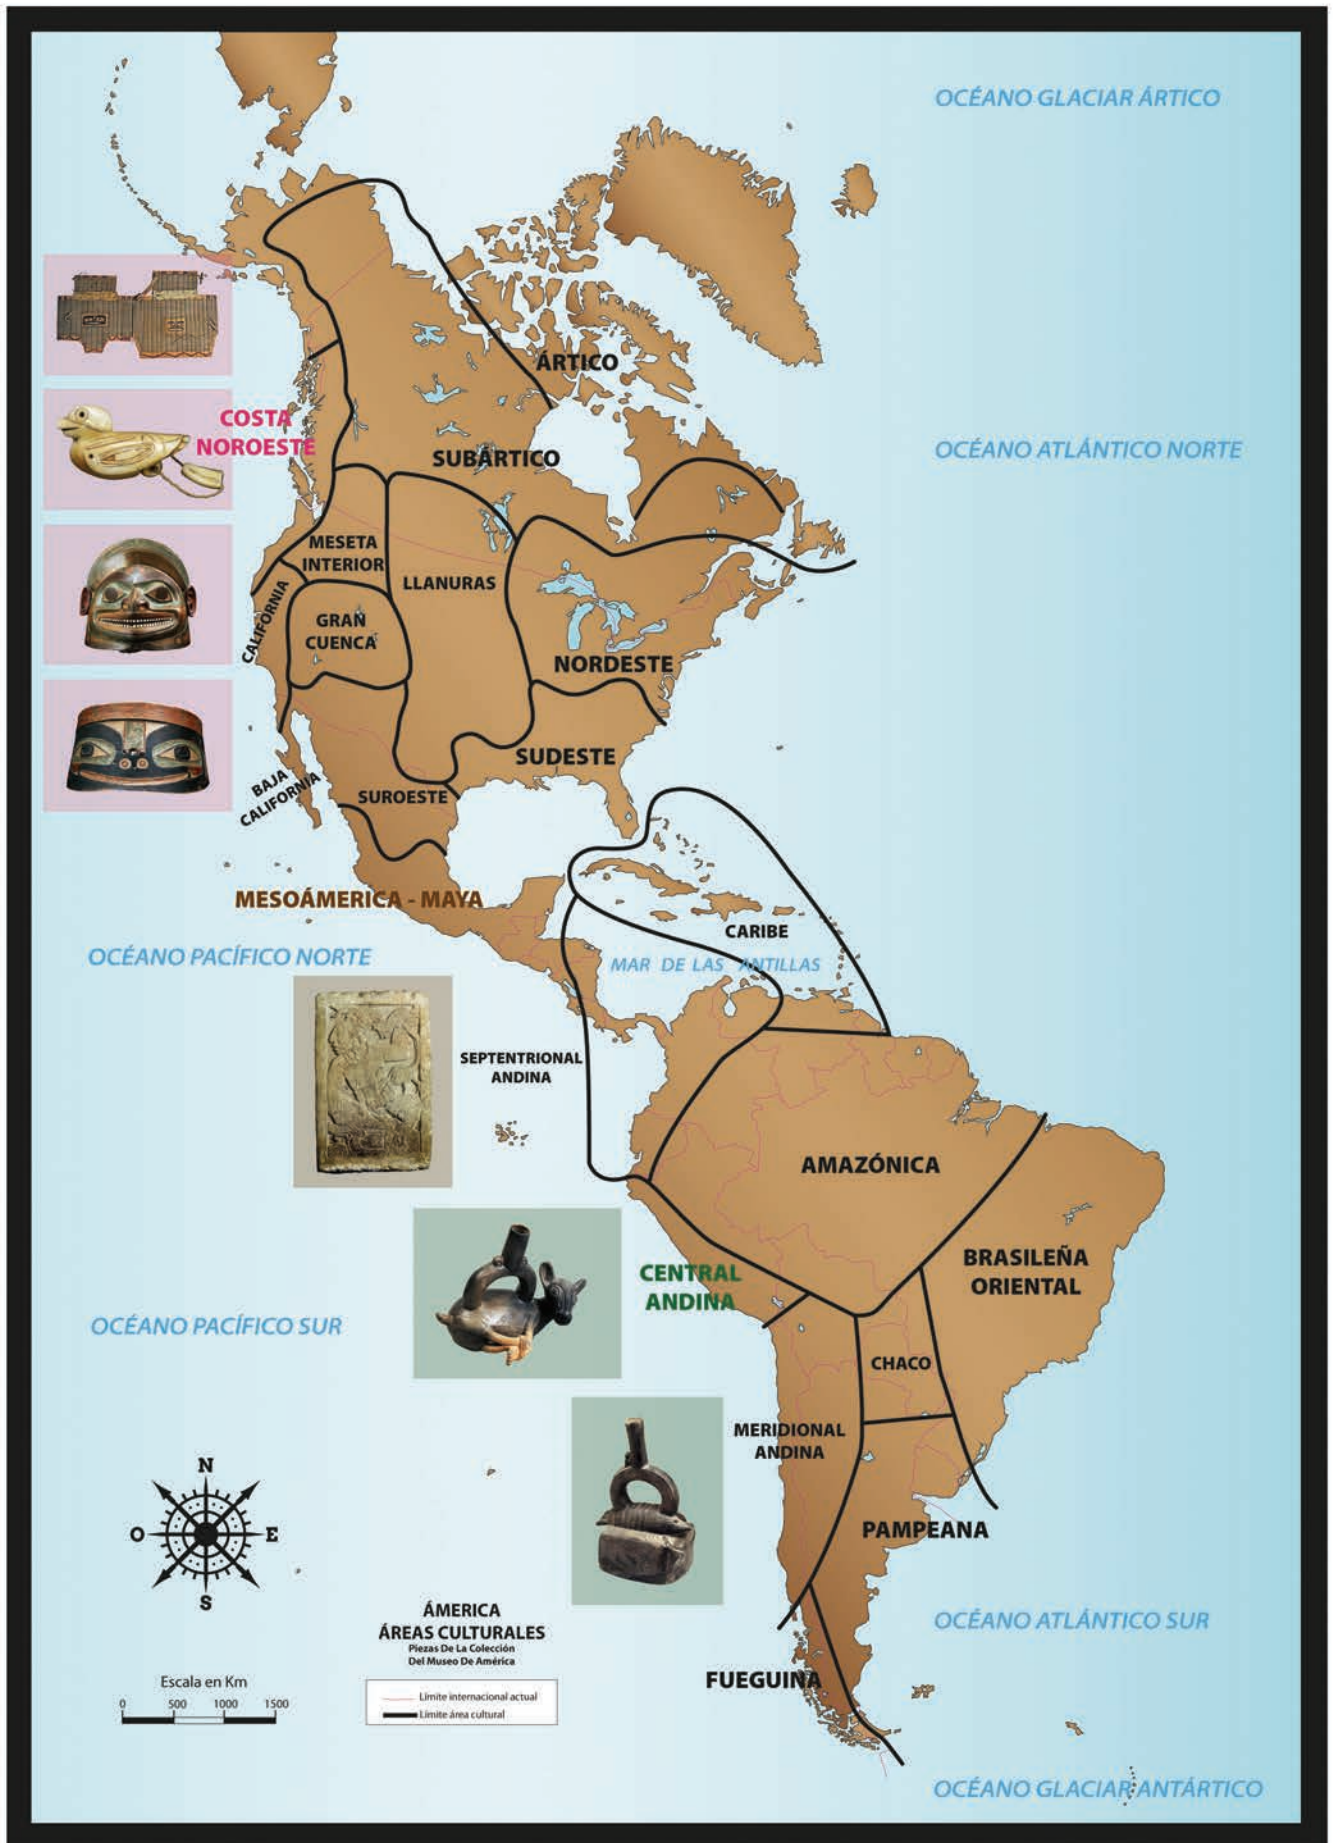 OCÉANO GLACIAR ÁRTICO
ÁRTICO
COSTA
NOROESTE
OCÉANO ATLÁNTICO NORTE
SUBÁRTICO
MESETA
INTERIOR
LLANURAS
CALIFORNIA
GRAN
CUENCA
NORDESTE
SUDESTE
BAJA
CALIFORNIA
SUROESTE
MESOÁMERICA - MAYA
CARIBE
OCÉANO PACÍFICO NORTE
MAR DE LAS ANTILLAS
SEPTENTRIONAL
ANDINA
AMAZÓNICA
BRASILEÑA
ORIENTAL
CENTRAL
ANDINA
OCÉANO PACÍFICO SUR
CHACO
MERIDIONAL
ANDINA
N
O
E
S
PAMPEANA
ÁMERICA
ÁREAS CULTURALES
Piezas De La Colección
Del Museo De América
OCÉANO ATLÁNTICO SUR
FUEGUINA
Escala en Km
0 500 1000 1500
Límite internacional actual
Límite área cultural
OCÉANO GLACIAR ANTÁRTICO